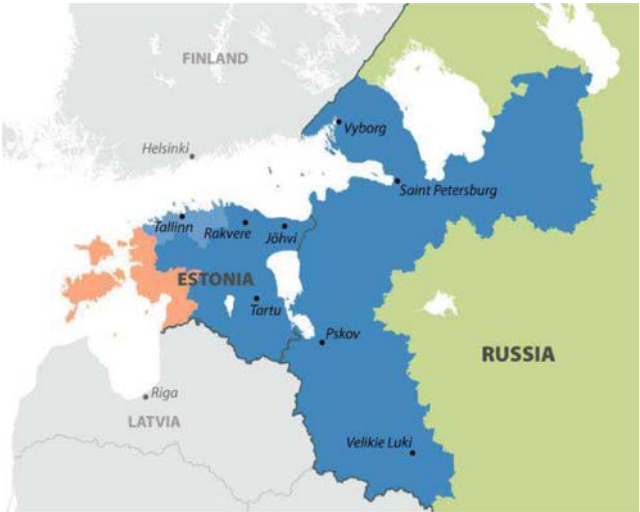 FINLAND
Vyborg
Helsinki
Saint Petersburg
Tallinn
Rakvere
Jõhvi
ESTONIA
Tartu
Pskov
RUSSIA
Riga
LATVIA
Velikie Luki